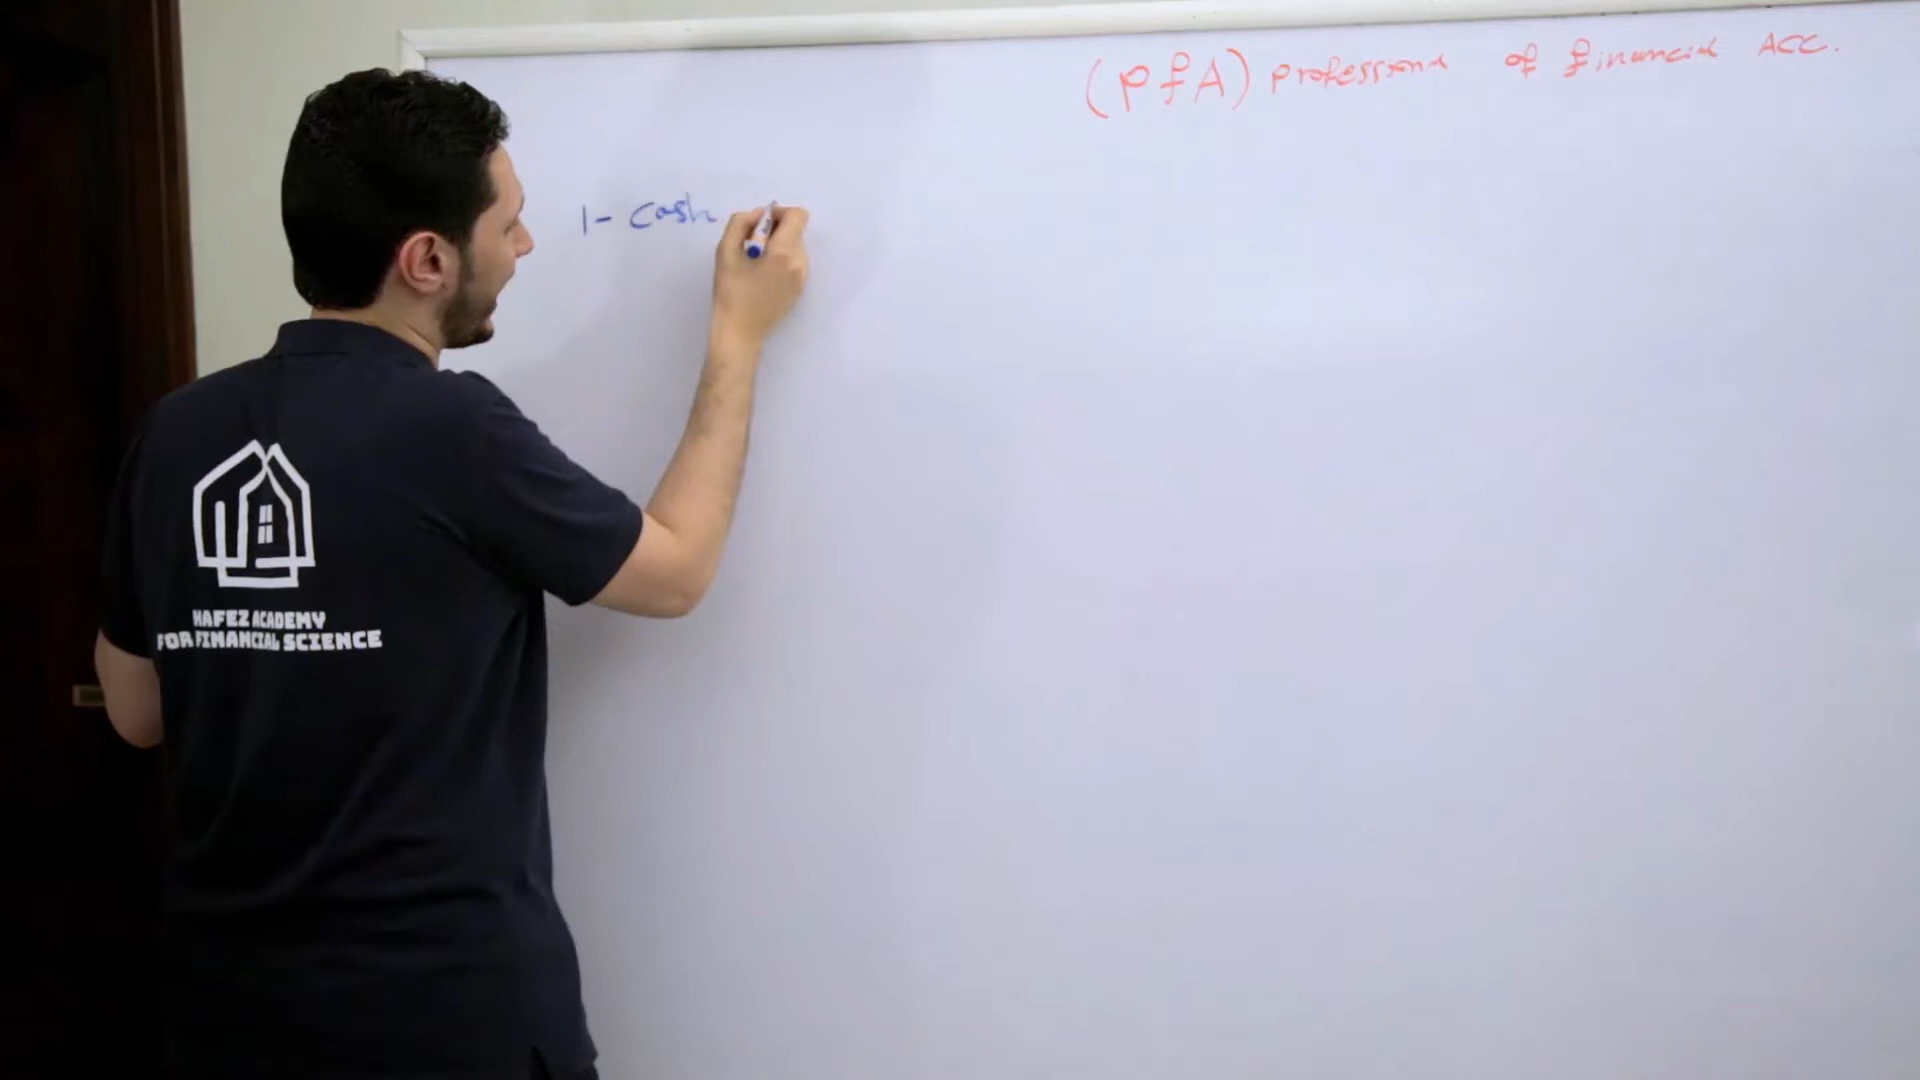 (PfA) professional of financial ACC.
1- cash
HAFEZ ACADEMY
FOR FINANCIAL SCIENCE